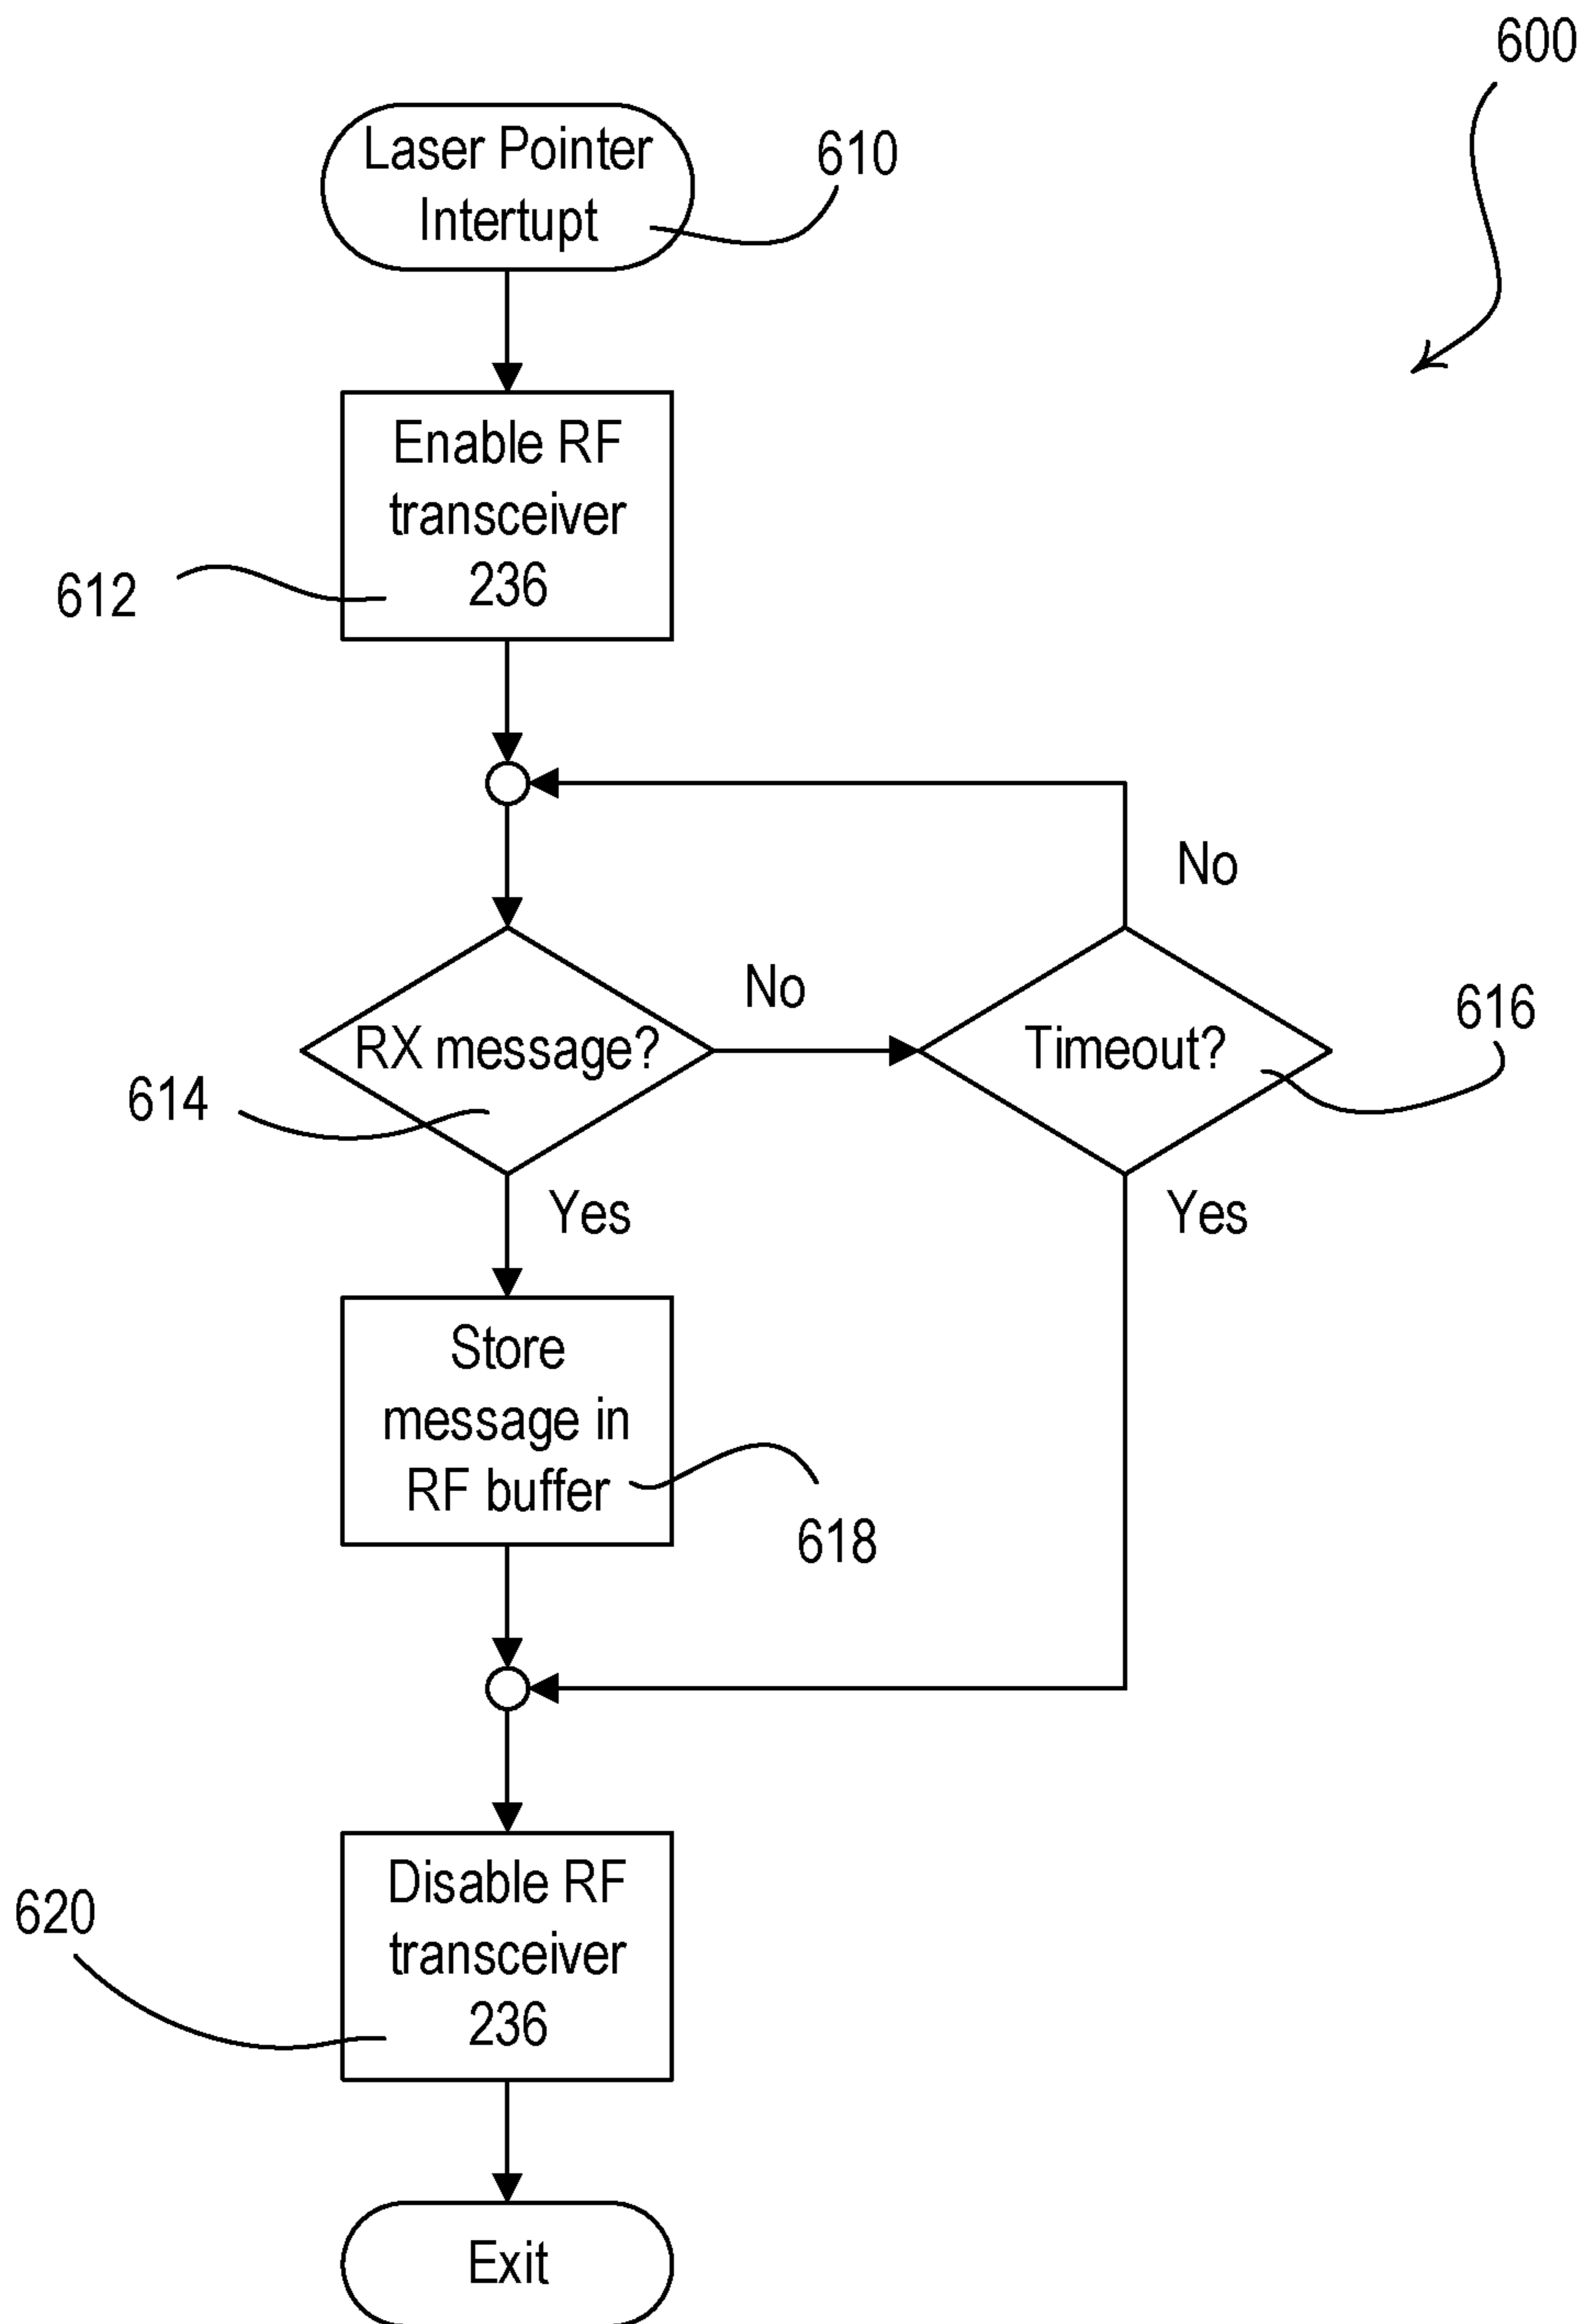 600
Laser Pointer
Intertupt
610
Enable RF
transceiver
236
612
No
RX message?
No
Timeout?
616
614
Yes
Yes
Store
message in
RF buffer
618
Disable RF
transceiver
236
620
Exit